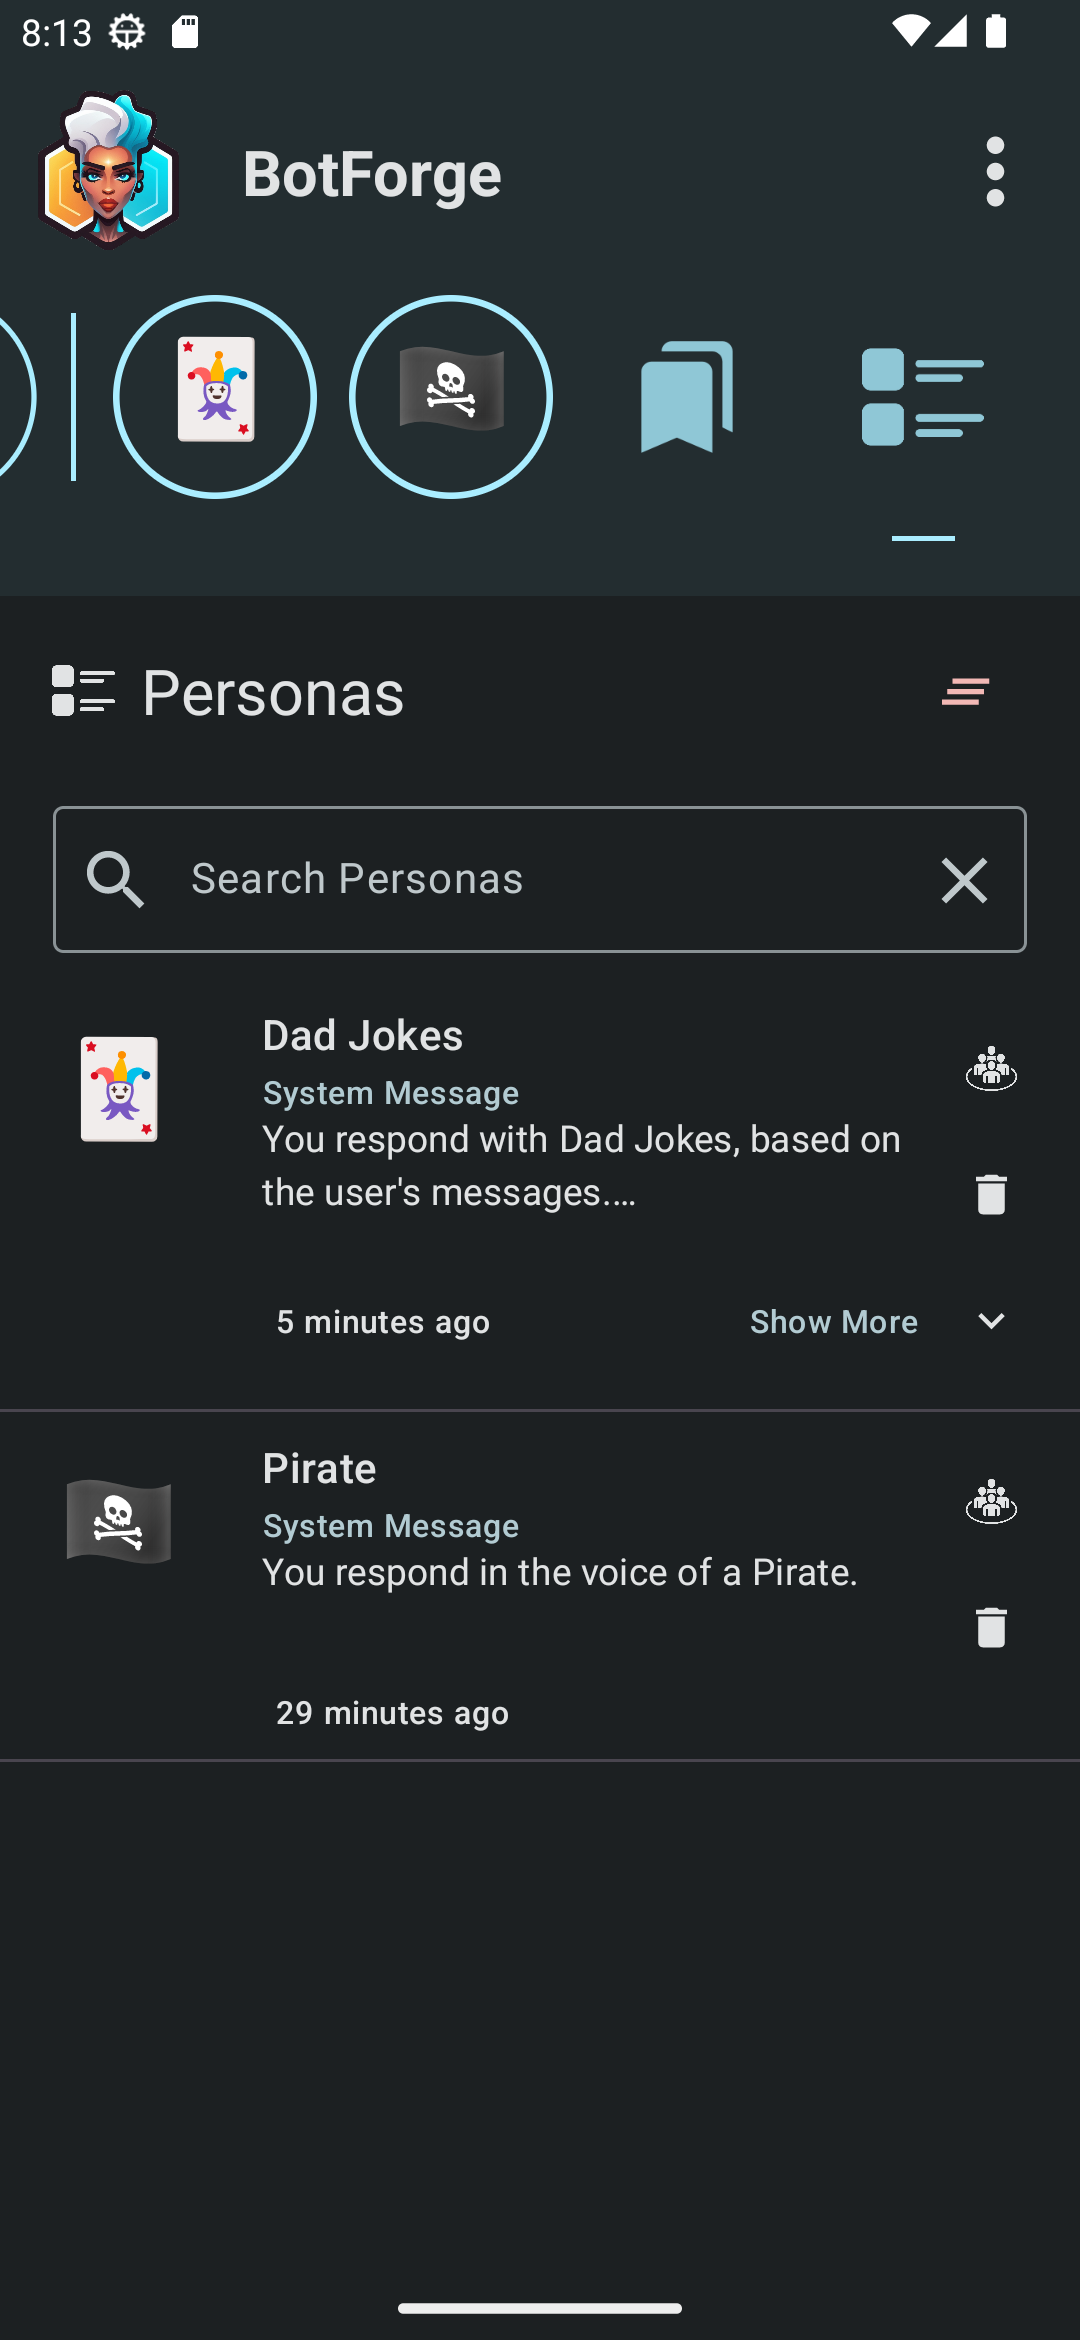 8:13
BotForge
Personas
Search Personas
Dad Jokes
System Message
You respond with Dad Jokes, based on
the user's messages....
5 minutes ago
Show More
Pirate
System Message
You respond in the voice of a Pirate.
29 minutes ago